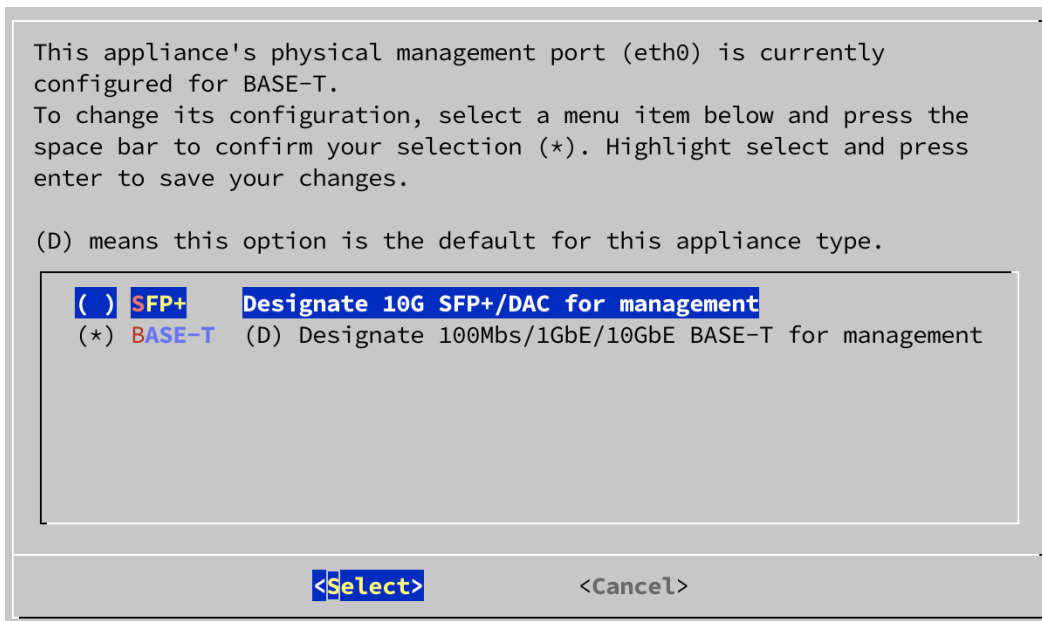 This appliance's physical management port (eth0) is currently
configured for BASE-T.
To change its configuration, select a menu item below and press the
space bar to confirm your selection (*). Highlight select and press
enter to save your changes.
(D) means this option is the default for this appliance type.
( ) SFP+ Designate 10G SFP+/DAC for management
(*) BASE-T (D) Designate 100Mbs/1GbE/10GbE BASE-T for management
<Select> <Cancel>